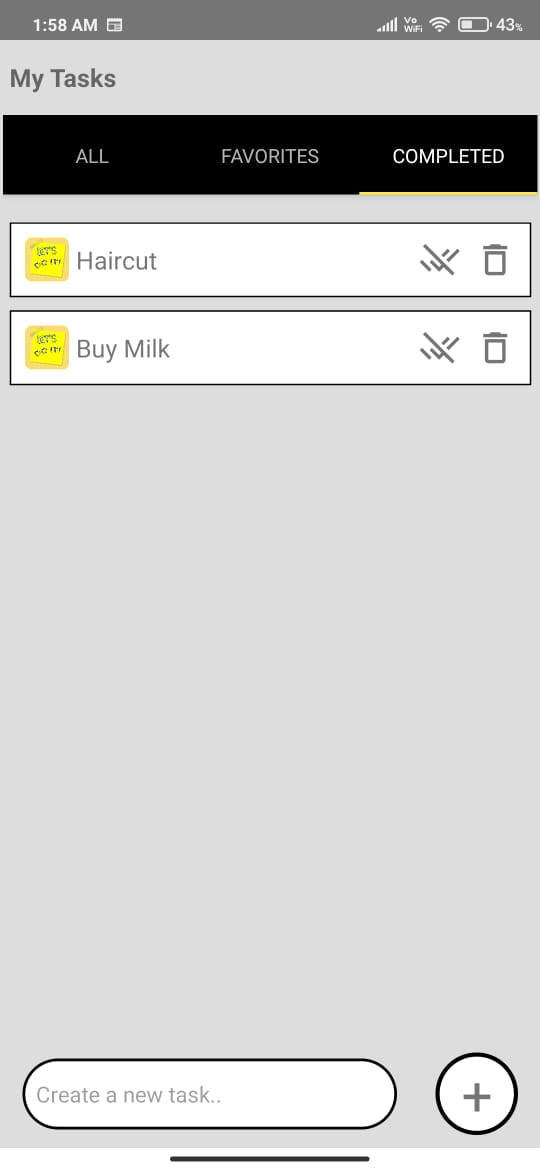 1:58 AM Vo WiFi 43%
My Tasks
ALL FAVORITES COMPLETED
LET'S DO IT! Haircut
LET'S DO IT! Buy Milk
Create a new task..